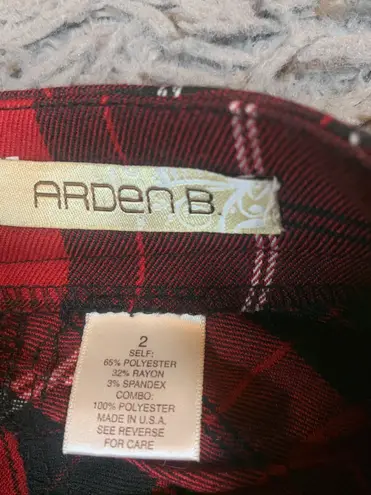 ARDEN B.
2
SELF:
65% POLYESTER
32% RAYON
3% SPANDEX
COMBO:
100% POLYESTER
MADE IN U.S.A.
SEE REVERSE
FOR CARE